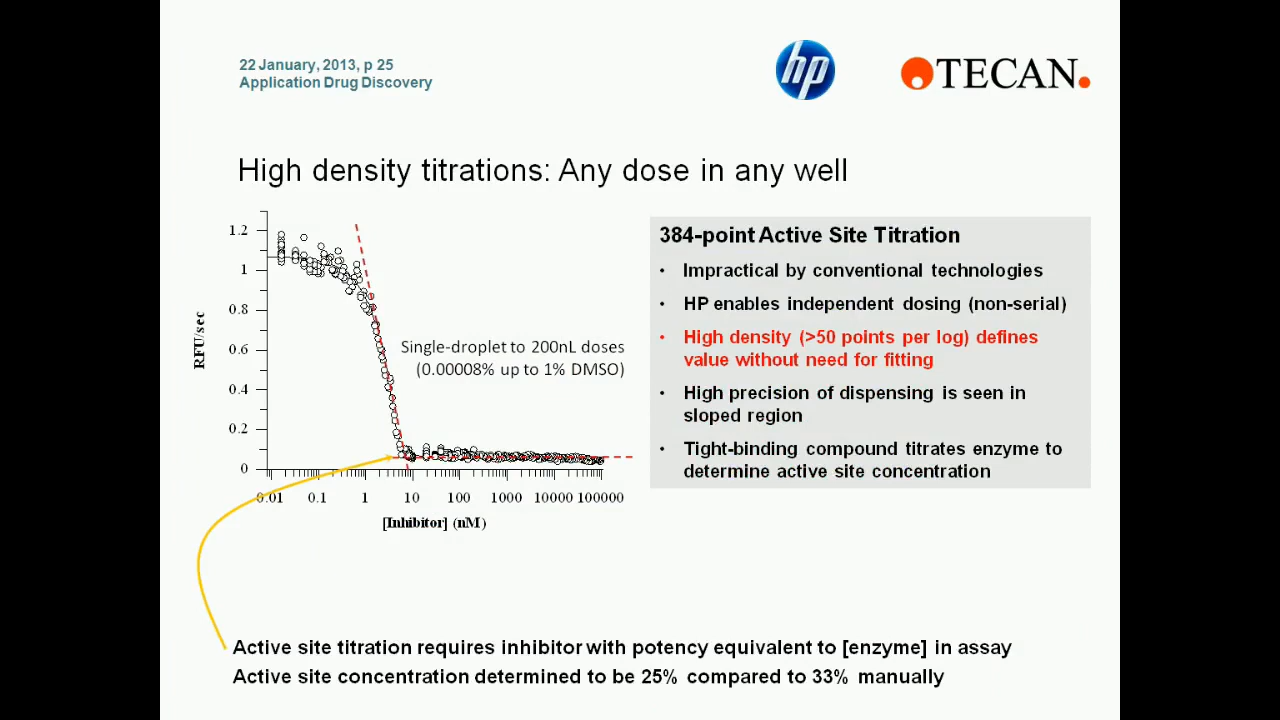 22 January, 2013, p 25
Application Drug Discovery
hp
TECAN.
High density titrations: Any dose in any well
1.2
1
0.8
0.6
0.4
0.2
0
RFU/sec
Single-droplet to 200nL doses
(0.00008% up to 1% DMSO)
0.01 0.1 1 10 100 1000 10000 100000
[Inhibitor] (nM)
384-point Active Site Titration
• Impractical by conventional technologies
• HP enables independent dosing (non-serial)
• High density (>50 points per log) defines
value without need for fitting
• High precision of dispensing is seen in
sloped region
• Tight-binding compound titrates enzyme to
determine active site concentration
Active site titration requires inhibitor with potency equivalent to [enzyme] in assay
Active site concentration determined to be 25% compared to 33% manually